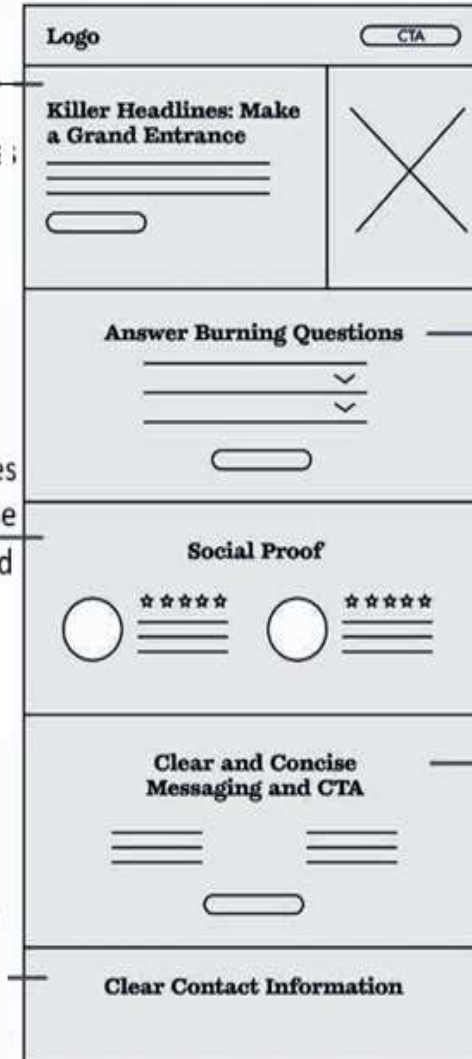 Logo
CTA
Killer Headlines: Make
a Grand Entrance
Answer Burning Questions
Social Proof
Clear and Concise
Messaging and CTA
Clear Contact Information